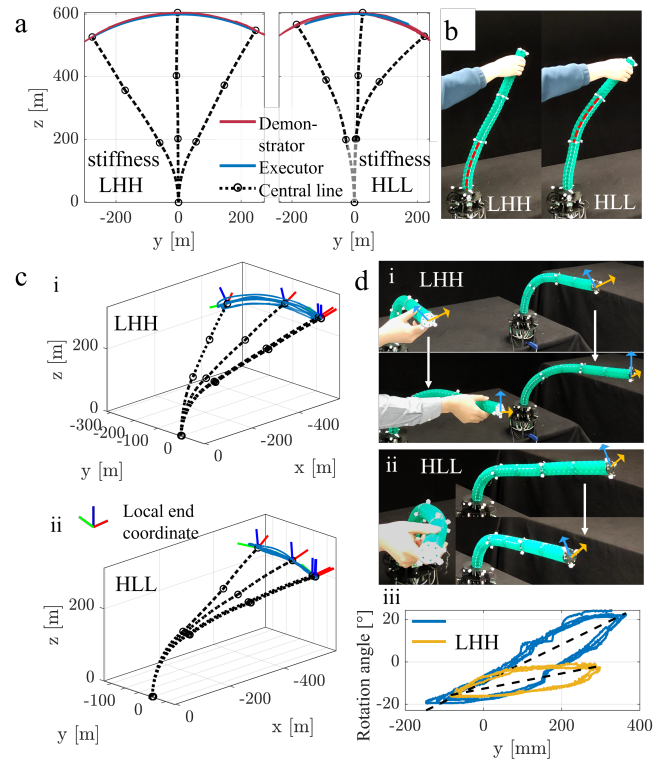 a
600
400
200
0
z [m]
stiffness
LHH
-200
0
200
y [m]
Demon-
strator
Executor
Central line
stiffness
HLL
-200
0
200
y [m]
b
LHH
HLL
c
i
LHH
z [m]
200
0
-300
-200
-100
0
y [m]
0
-200
-400
x [m]
ii
Local end
coordinate
HLL
z [m]
200
0
-100
0
y [m]
0
-200
-400
x [m]
d
i
LHH
ii
HLL
iii
Rotation angle [°]
20
0
-20
LHH
-200
0
200
400
y [mm]